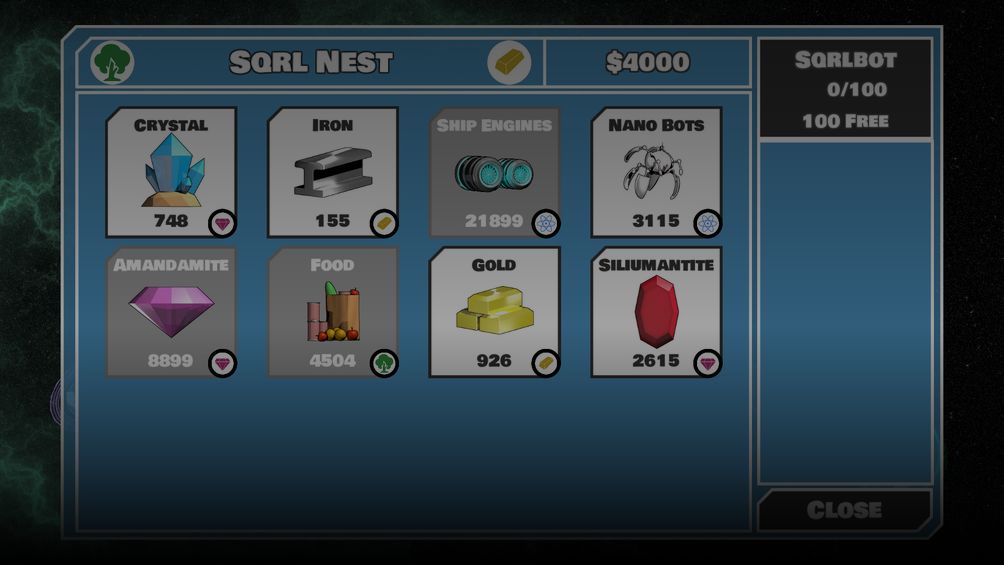 SQRL NEST
$4000
SQRLBOT
0/100
100 FREE
CRYSTAL
748
IRON
155
SHIP ENGINES
21899
NANO BOTS
3115
AMANDAMITE
8899
FOOD
4504
GOLD
926
SILIUMANTITE
2615
CLOSE